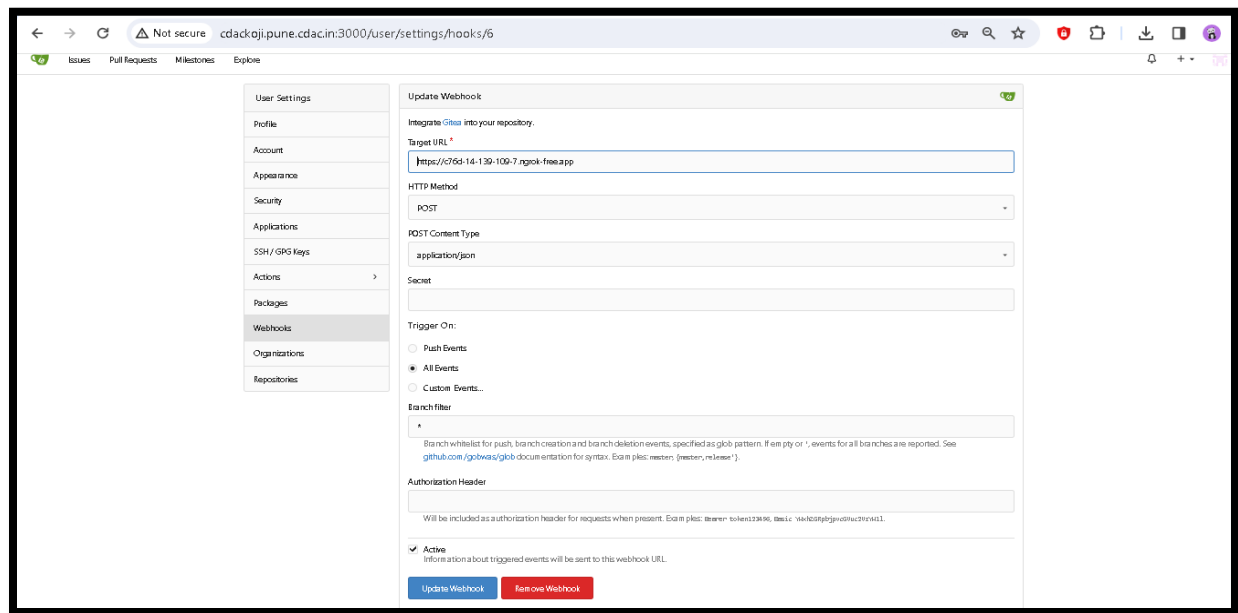 Not secure cdackoji.pune.cdac.in:3000/user/settings/hooks/6
Issues Pull Requests Milestones Explore
User Settings
Profile
Account
Appearance
Security
Applications
SSH / GPG Keys
Actions
Packages
Webhooks
Organizations
Repositories
Update Webhook
Integrate Gitea into your repository.
Target URL *
https://c76d-14-139-109-7.ngrok-free.app
HTTP Method
POST
POST Content Type
application/json
Secret
Trigger On:
Push Events
All Events
Custom Events...
Branch filter
*
Branch whitelist for push, branch creation and branch deletion events, specified as glob pattern. If empty or *, events for all branches are reported. See
github.com/gobwas/glob documentation for syntax. Examples: master, {master,release*}.
Authorization Header
Will be included as authorization header for requests when present. Examples: Bearer token123456, Basic
Active
Information about triggered events will be sent to this webhook URL.
Update Webhook Remove Webhook